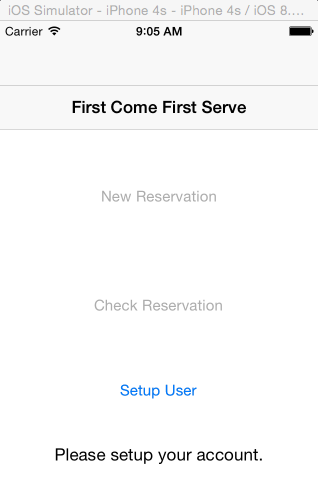 iOS Simulator - iPhone 4s - iPhone 4s / iOS 8....
Carrier 9:05 AM
First Come First Serve
New Reservation
Check Reservation
Setup User
Please setup your account.